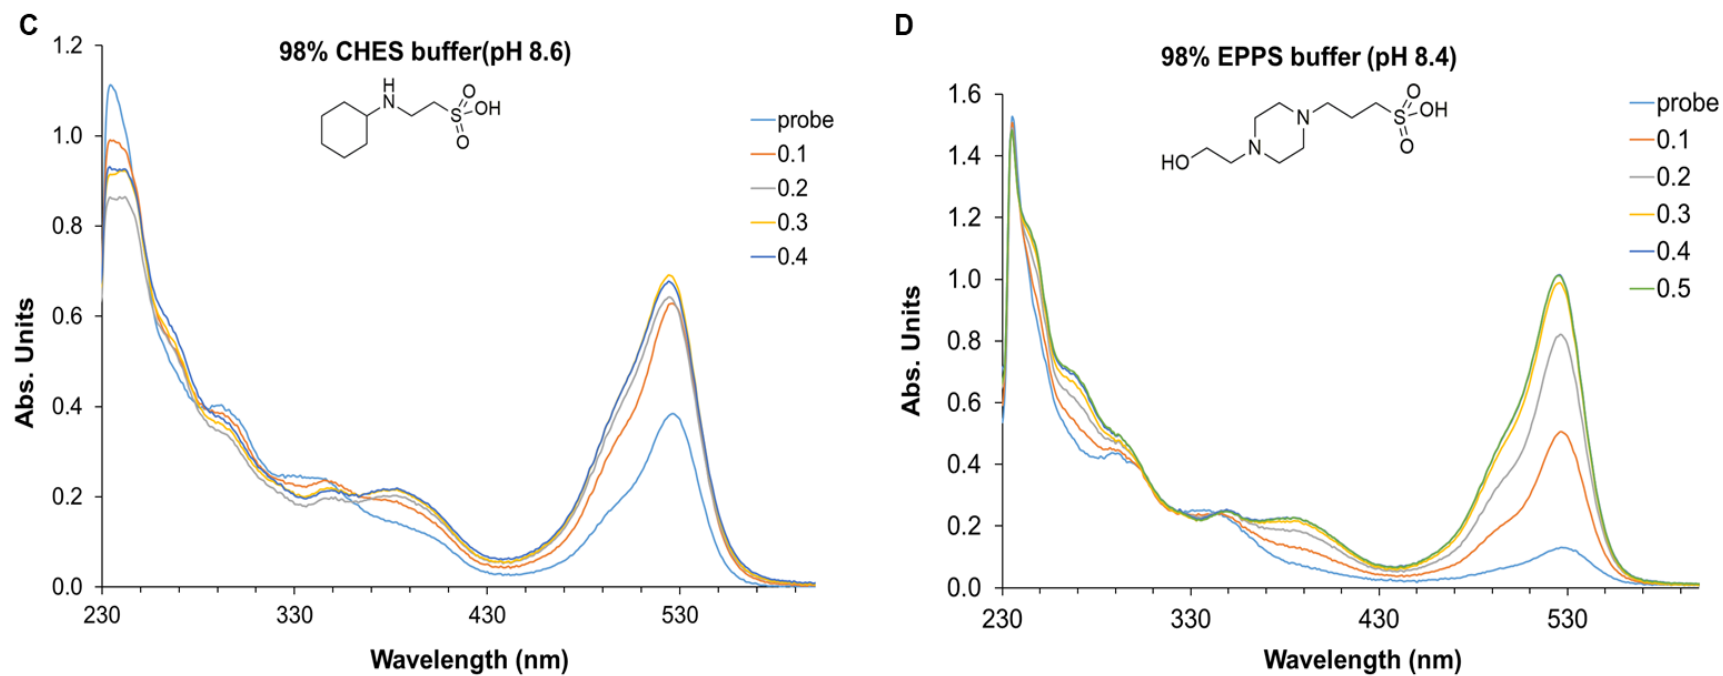 C
98% CHES buffer(pH 8.6)
H
N
O
S
OH
O
probe
0.1
0.2
0.3
0.4
1.2
1.0
0.8
0.6
0.4
0.2
0.0
Abs. Units
230
330
430
530
Wavelength (nm)
D
98% EPPS buffer (pH 8.4)
O
S
OH
O
N
N
HO
probe
0.1
0.2
0.3
0.4
0.5
1.6
1.4
1.2
1.0
0.8
0.6
0.4
0.2
0.0
Abs. Units
230
330
430
530
Wavelength (nm)